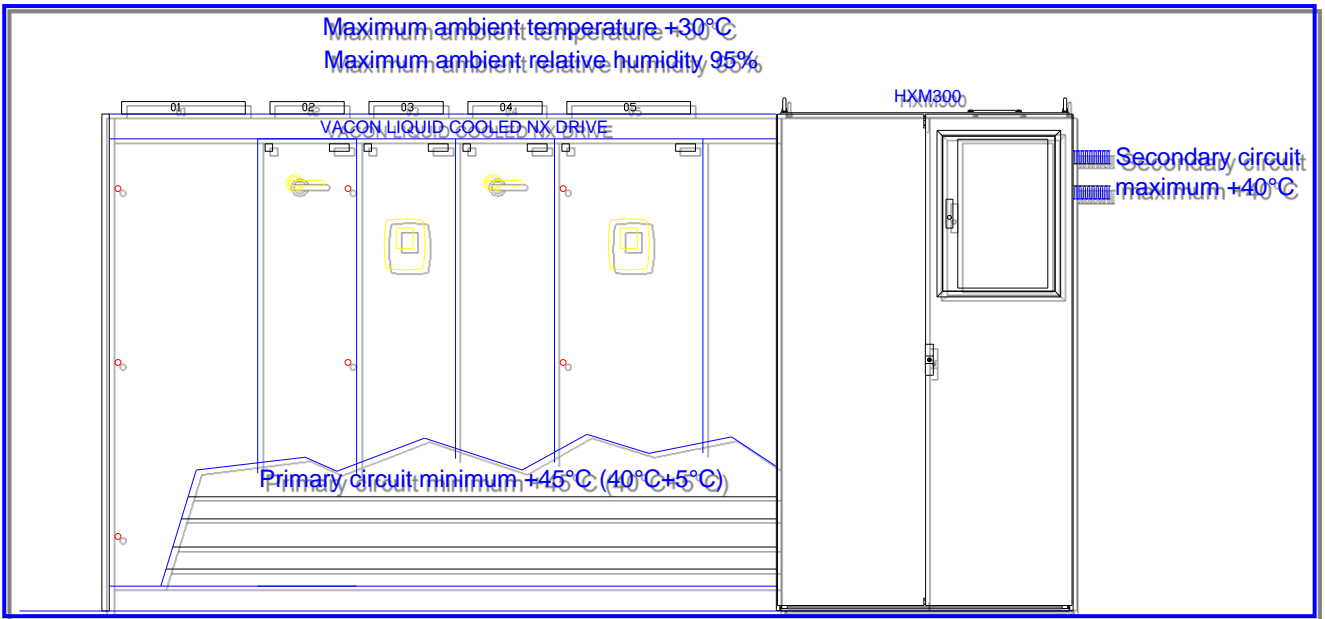 Maximum ambient temperature +30°C
Maximum ambient relative humidity 95%
HXM300
01 02 03 04 05
VACON LIQUID COOLED NX DRIVE
Secondary circuit
maximum +40°C
Primary circuit minimum +45°C (40°C+5°C)